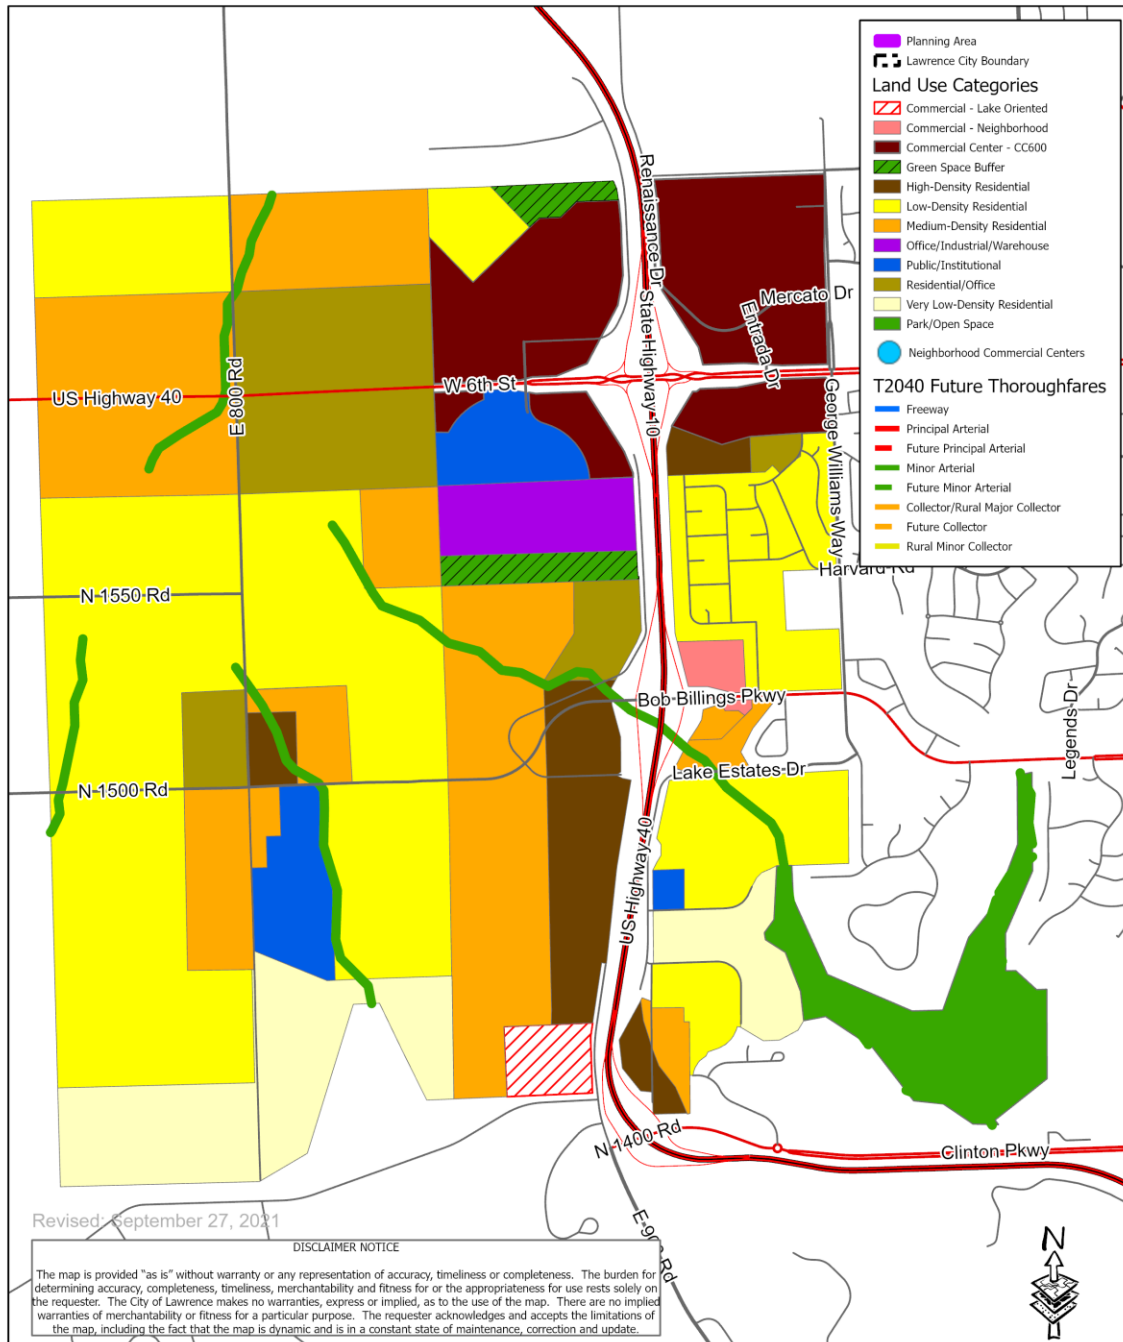 Planning Area
Lawrence City Boundary
Land Use Categories
Commercial - Lake Oriented
Commercial - Neighborhood
Commercial Center - CC600
Green Space Buffer
High-Density Residential
Low-Density Residential
Medium-Density Residential
Office/Industrial/Warehouse
Public/Institutional
Residential/Office
Very Low-Density Residential
Park/Open Space
Neighborhood Commercial Centers
T2040 Future Thoroughfares
Freeway
Principal Arterial
Future Principal Arterial
Minor Arterial
Future Minor Arterial
Collector/Rural Major Collector
Future Collector
Rural Minor Collector
Renaissance Dr
State Highway 10
Mercato Dr
Entrada Dr
George Williams Way
US Highway 40
W 6th St
E 800 Rd
Harvard Rd
N 1550 Rd
Bob Billings Pkwy
Legends Dr
Lake Estates Dr
N 1500 Rd
US Highway 40
N 1400 Rd
Clinton Pkwy
E 900 Rd
N
Revised: September 27, 2021
DISCLAIMER NOTICE
The map is provided "as is" without warranty or any representation of accuracy, timeliness or completeness. The burden for
determining accuracy, completeness, timeliness, merchantability and fitness for or the appropriateness for use rests solely on
the requester. The City of Lawrence makes no warranties, express or implied, as to the use of the map. There are no implied
warranties of merchantability or fitness for a particular purpose. The requester acknowledges and accepts the limitations of
the map, including the fact that the map is dynamic and is in a constant state of maintenance, correction and update.